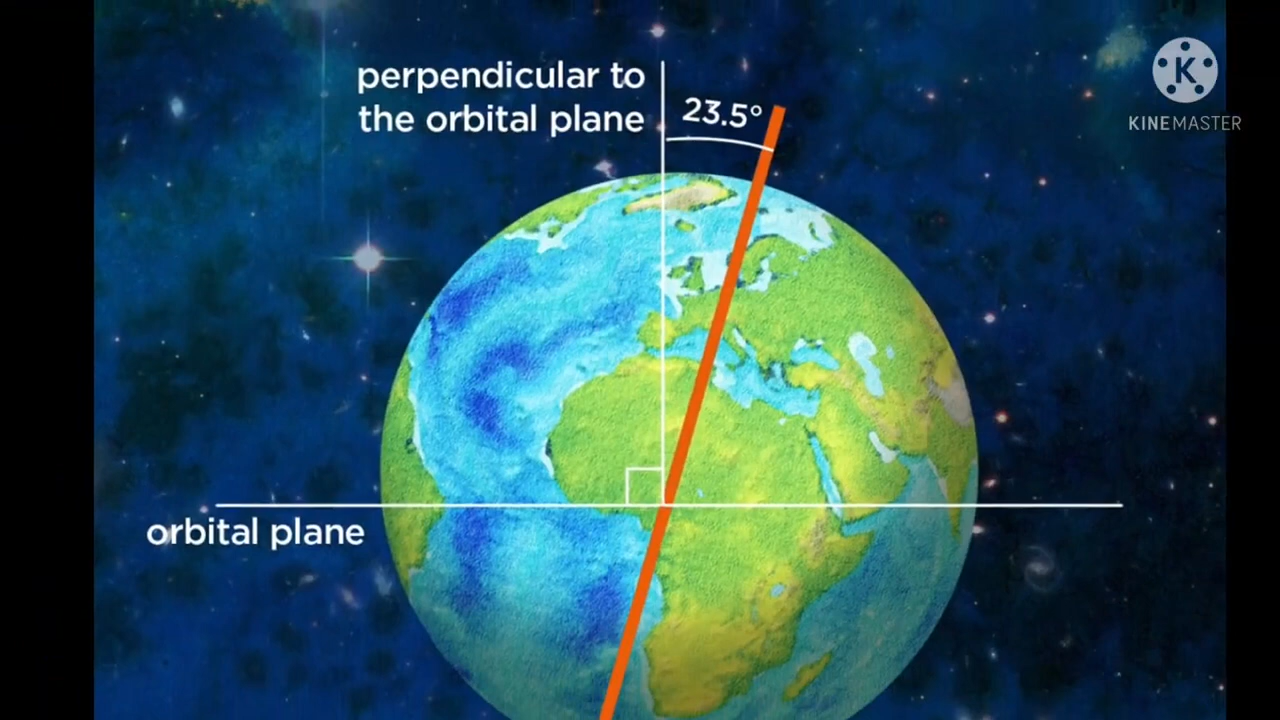 perpendicular to
the orbital plane
23.5°
orbital plane
K
KINEMASTER